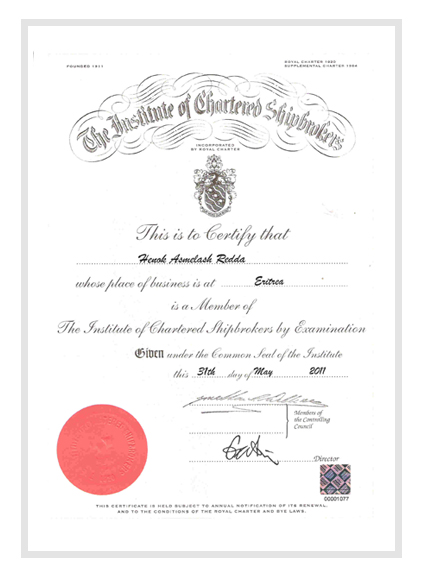 FOUNDED 1911
ROYAL CHARTER 1920
SUPPLEMENTAL CHARTER 1984
The Institute of Chartered Shipbrokers
INCORPORATED
BY ROYAL CHARTER
This is to Certify that
Henok Asmelash Redda
whose place of business is at Eritrea
is a Member of
The Institute of Chartered Shipbrokers by Examination
Given under the Common Seal of the Institute
this 31th day of May 2011
Members of
the Controlling
Council
Director
00001077
THIS CERTIFICATE IS HELD SUBJECT TO ANNUAL NOTIFICATION OF ITS RENEWAL
AND TO THE CONDITIONS OF THE ROYAL CHARTER AND BYE LAWS.